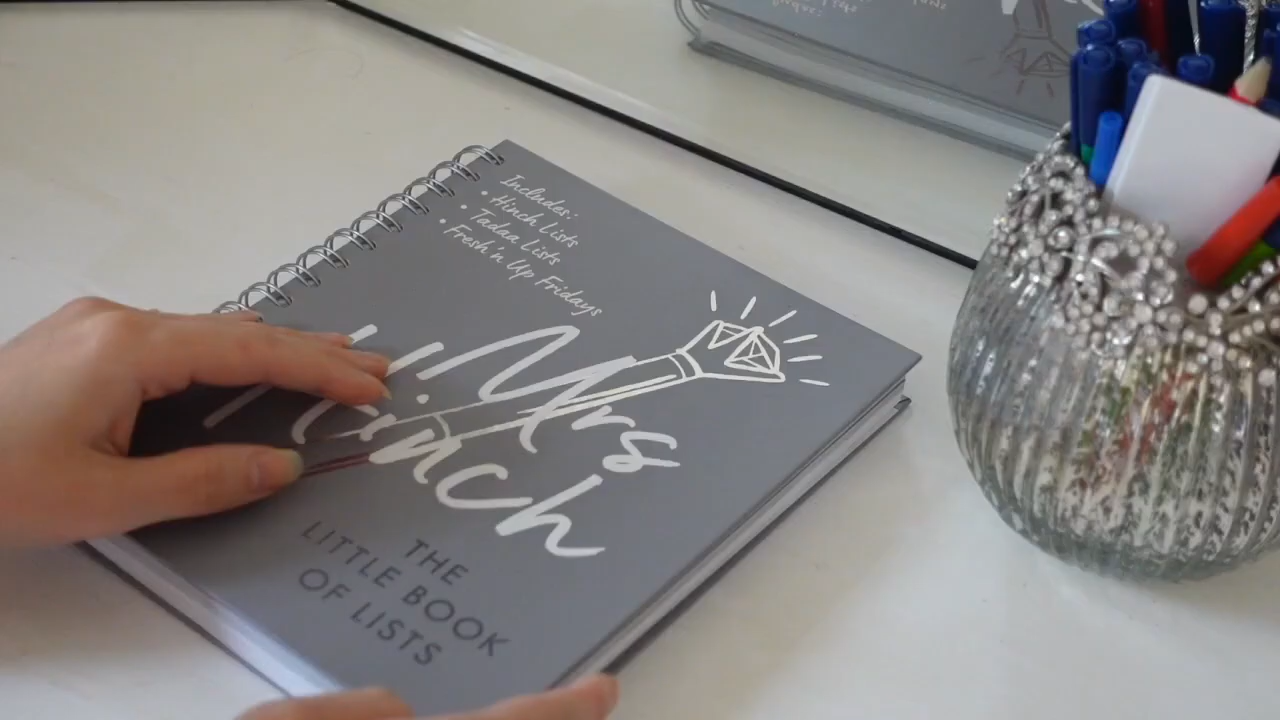 Includes:
• Hinch Lists
• Tadaa Lists
• Fresh 'n Up Fridays
Mrs
Hinch
THE
LITTLE BOOK
OF LISTS